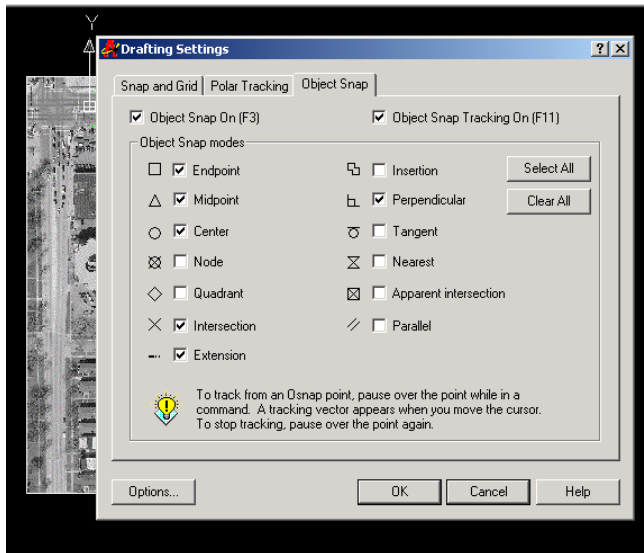 Y
Drafting Settings
Snap and Grid Polar Tracking Object Snap
Object Snap On (F3) Object Snap Tracking On (F11)
Object Snap modes
Endpoint Insertion Select All
Midpoint Perpendicular Clear All
Center Tangent
Node Nearest
Quadrant Apparent intersection
Intersection Parallel
Extension
To track from an Osnap point, pause over the point while in a
command. A tracking vector appears when you move the cursor.
To stop tracking, pause over the point again.
Options... OK Cancel Help